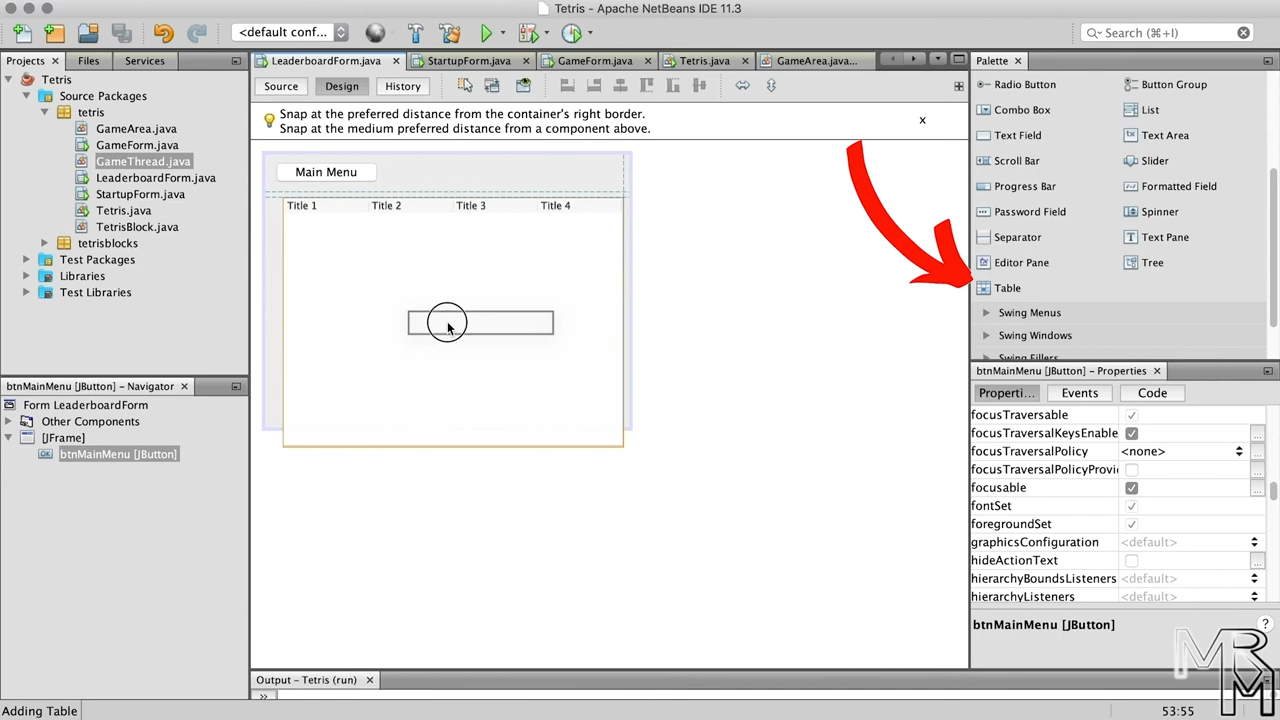 Tetris - Apache NetBeans IDE 11.3
<default conf...
Search (⌘+I)
Projects
Files
Services
LeaderboardForm.java
StartupForm.java
GameForm.java
Tetris.java
GameArea.java...
Palette
Source
Design
History
Tetris
Source Packages
tetris
GameArea.java
GameForm.java
GameThread.java
LeaderboardForm.java
StartupForm.java
Tetris.java
TetrisBlock.java
tetrisblocks
Test Packages
Libraries
Test Libraries
Snap at the preferred distance from the container's right border.
Snap at the medium preferred distance from a component above.
x
Main Menu
Title 1
Title 2
Title 3
Title 4
Radio Button
Button Group
Combo Box
List
Text Field
Text Area
Scroll Bar
Slider
Progress Bar
Formatted Field
Password Field
Spinner
Separator
Text Pane
Editor Pane
Tree
Table
Swing Menus
Swing Windows
Swing Fillers
btnMainMenu [JButton] - Navigator
Form LeaderboardForm
Other Components
[JFrame]
btnMainMenu [JButton]
btnMainMenu [JButton] - Properties
Properti...
Events
Code
focusTraversable
focusTraversalKeysEnable
focusTraversalPolicy
<none>
focusTraversalPolicyProvi
focusable
fontSet
foregroundSet
graphicsConfiguration
<default>
hideActionText
hierarchyBoundsListeners
<default>
hierarchyListeners
<default>
btnMainMenu [JButton]
?
Output - Tetris (run)
Adding Table
53:55